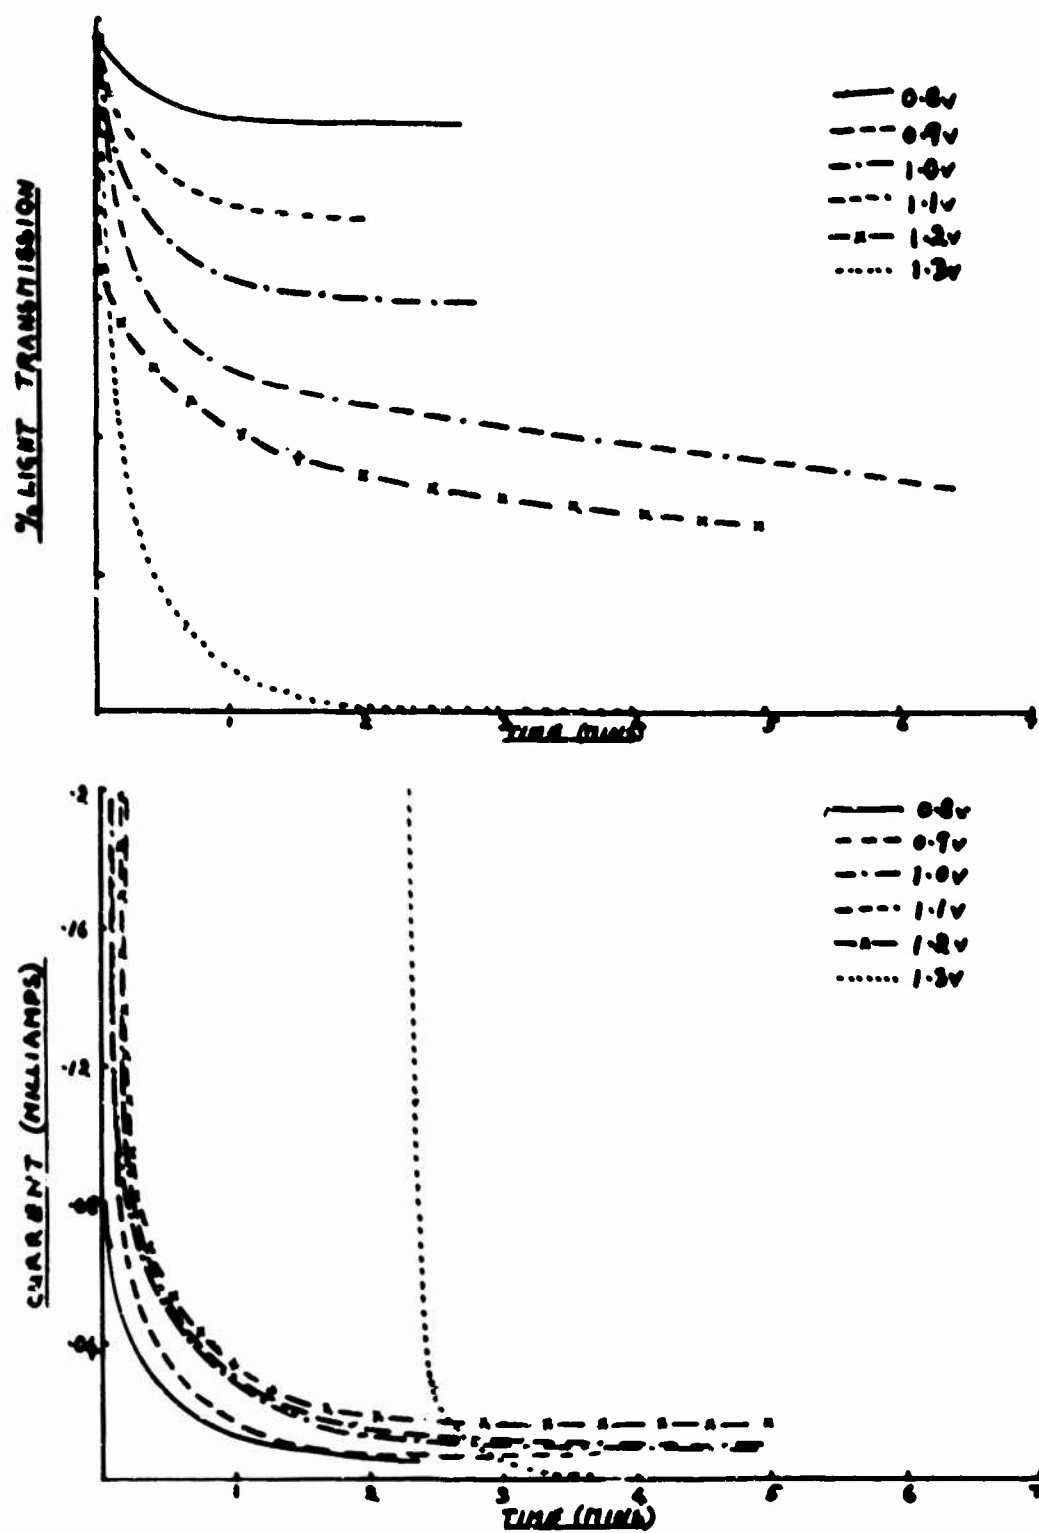 % LIGHT TRANSMISSION
0.8v
0.9v
1.0v
1.1v
1.2v
1.3v
1 2 3 4 5 6 7
TIME (MINS)
CURRENT (MILLIAMPS)
.2
.16
.12
.08
.04
0.8v
0.9v
1.0v
1.1v
1.2v
1.3v
1 2 3 4 5 6 7
TIME (MINS)